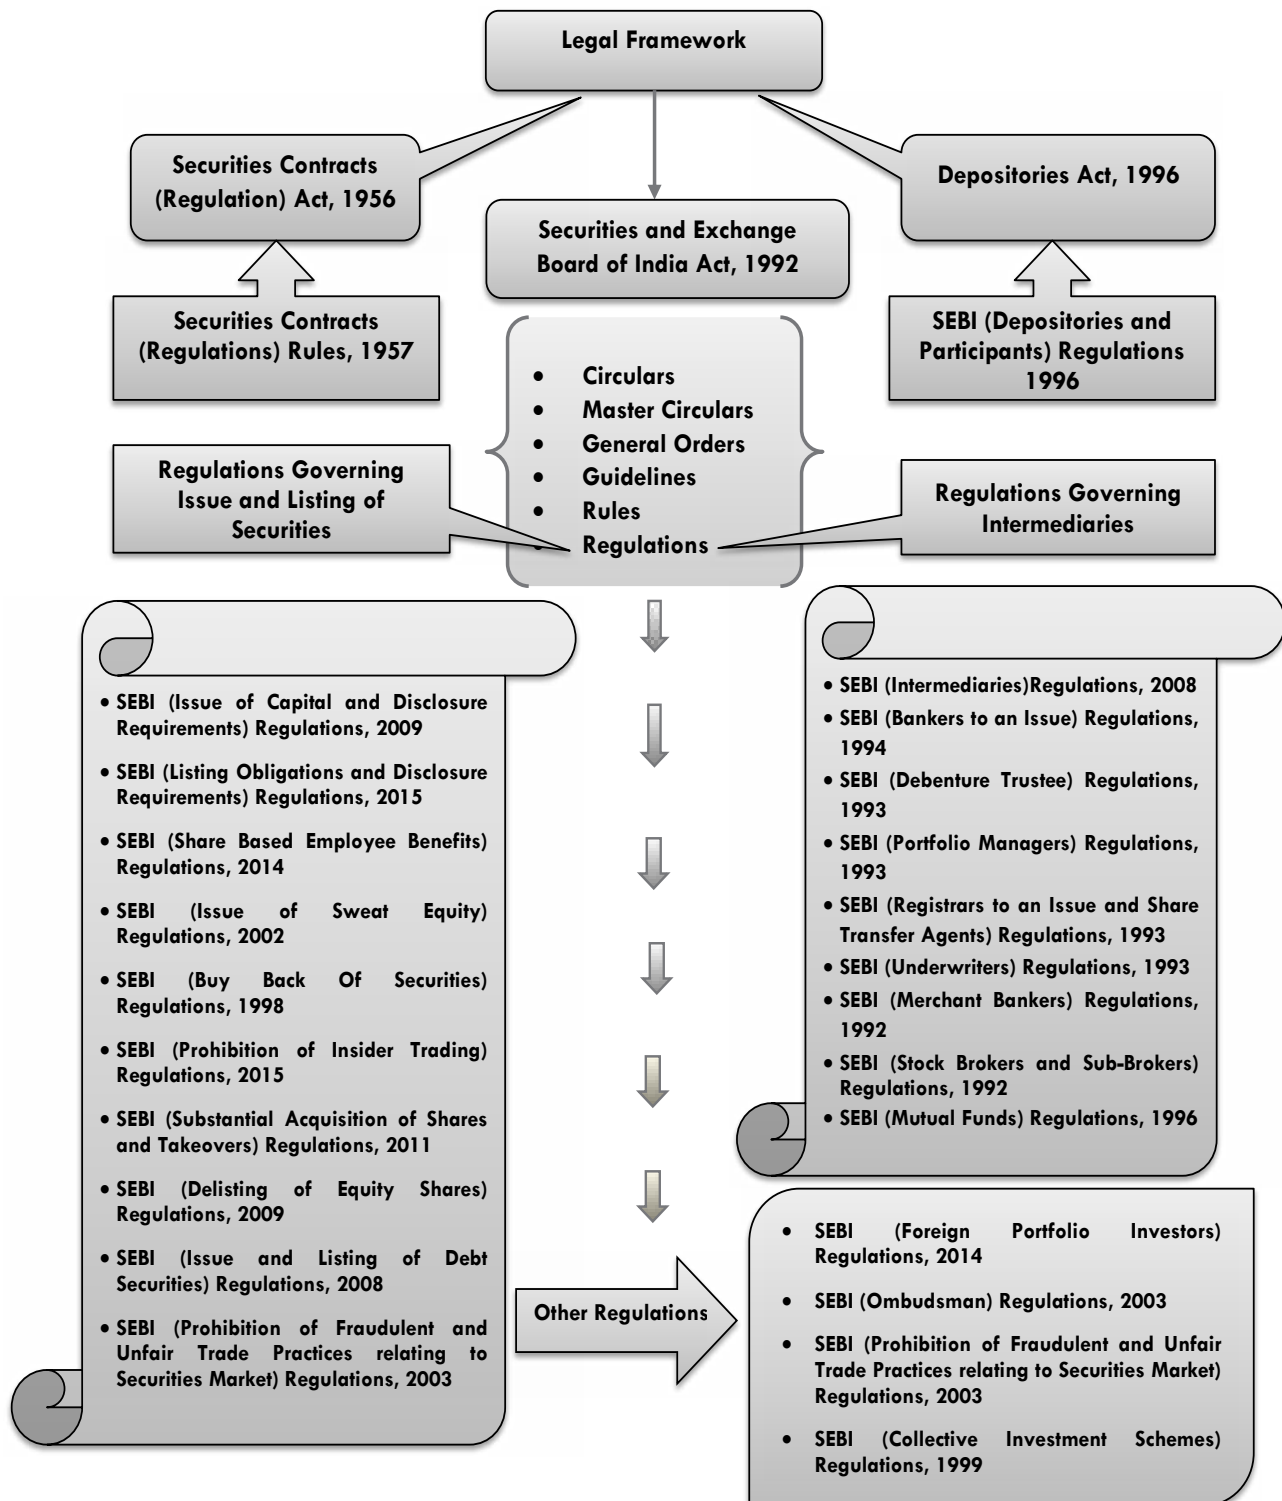 Legal Framework
Securities Contracts
(Regulation) Act, 1956
Depositories Act, 1996
Securities and Exchange
Board of India Act, 1992
Securities Contracts
(Regulations) Rules, 1957
SEBI (Depositories and
Participants) Regulations
1996
• Circulars
• Master Circulars
• General Orders
• Guidelines
• Rules
• Regulations
Regulations Governing
Issue and Listing of
Securities
Regulations Governing
Intermediaries
• SEBI (Issue of Capital and Disclosure
Requirements) Regulations, 2009
• SEBI (Listing Obligations and Disclosure
Requirements) Regulations, 2015
• SEBI (Share Based Employee Benefits)
Regulations, 2014
• SEBI (Issue of Sweat Equity)
Regulations, 2002
• SEBI (Buy Back Of Securities)
Regulations, 1998
• SEBI (Prohibition of Insider Trading)
Regulations, 2015
• SEBI (Substantial Acquisition of Shares
and Takeovers) Regulations, 2011
• SEBI (Delisting of Equity Shares)
Regulations, 2009
• SEBI (Issue and Listing of Debt
Securities) Regulations, 2008
• SEBI (Prohibition of Fraudulent and
Unfair Trade Practices relating to
Securities Market) Regulations, 2003
• SEBI (Intermediaries)Regulations, 2008
• SEBI (Bankers to an Issue) Regulations,
1994
• SEBI (Debenture Trustee) Regulations,
1993
• SEBI (Portfolio Managers) Regulations,
1993
• SEBI (Registrars to an Issue and Share
Transfer Agents) Regulations, 1993
• SEBI (Underwriters) Regulations, 1993
• SEBI (Merchant Bankers) Regulations,
1992
• SEBI (Stock Brokers and Sub-Brokers)
Regulations, 1992
• SEBI (Mutual Funds) Regulations, 1996
Other Regulations
• SEBI (Foreign Portfolio Investors)
Regulations, 2014
• SEBI (Ombudsman) Regulations, 2003
• SEBI (Prohibition of Fraudulent and Unfair
Trade Practices relating to Securities Market)
Regulations, 2003
• SEBI (Collective Investment Schemes)
Regulations, 1999